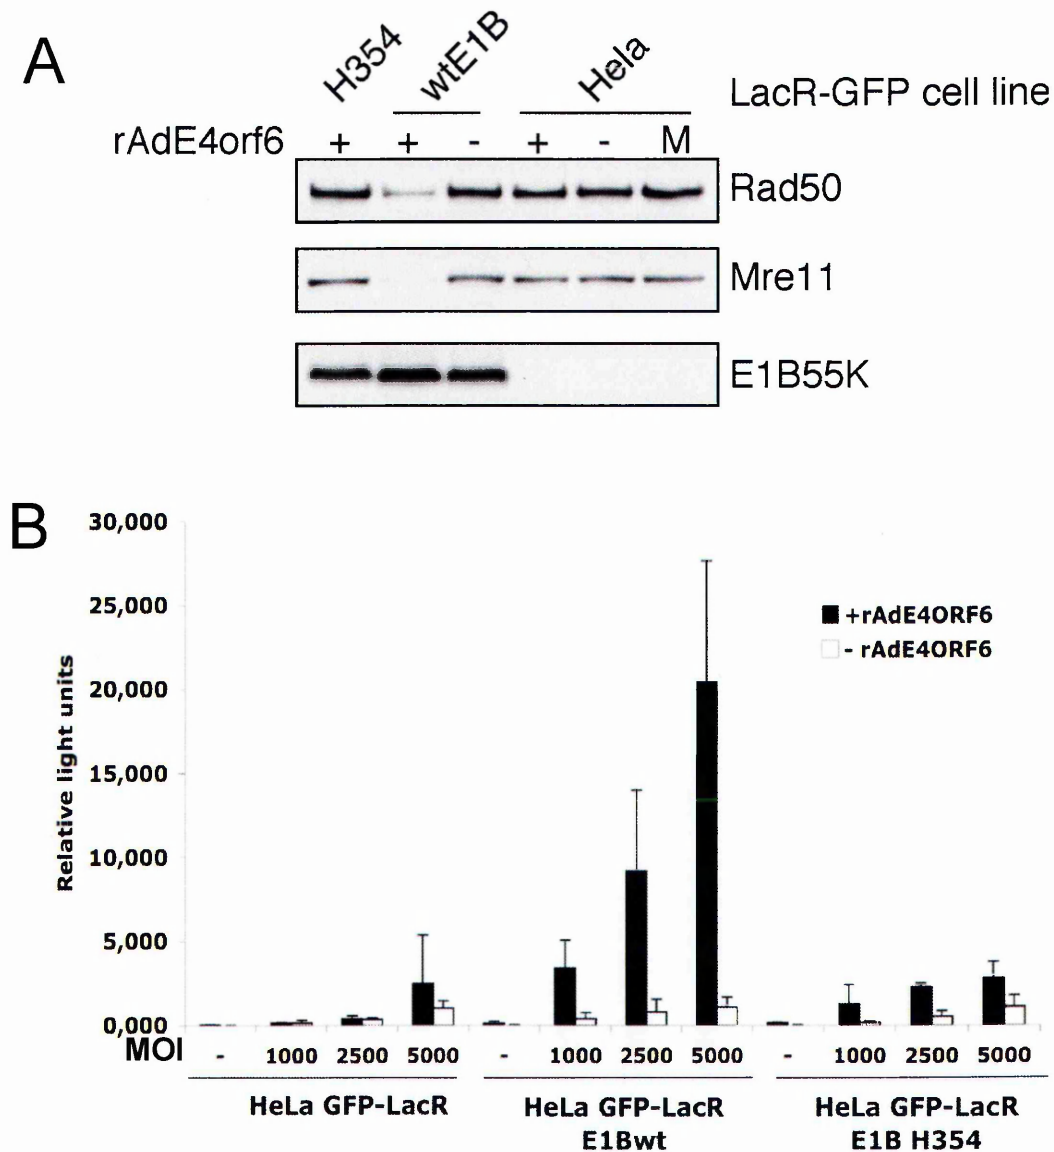 A
H354
wtE1B
Hela
LacR-GFP cell line
rAdE4orf6
+ + - + - M
Rad50
Mre11
E1B55K
B
30,000
25,000
20,000
15,000
10,000
5,000
0,000
Relative light units
+rAdE4ORF6
- rAdE4ORF6
MOI
- 1000 2500 5000 - 1000 2500 5000 - 1000 2500 5000
HeLa GFP-LacR
HeLa GFP-LacR
E1Bwt
HeLa GFP-LacR
E1B H354